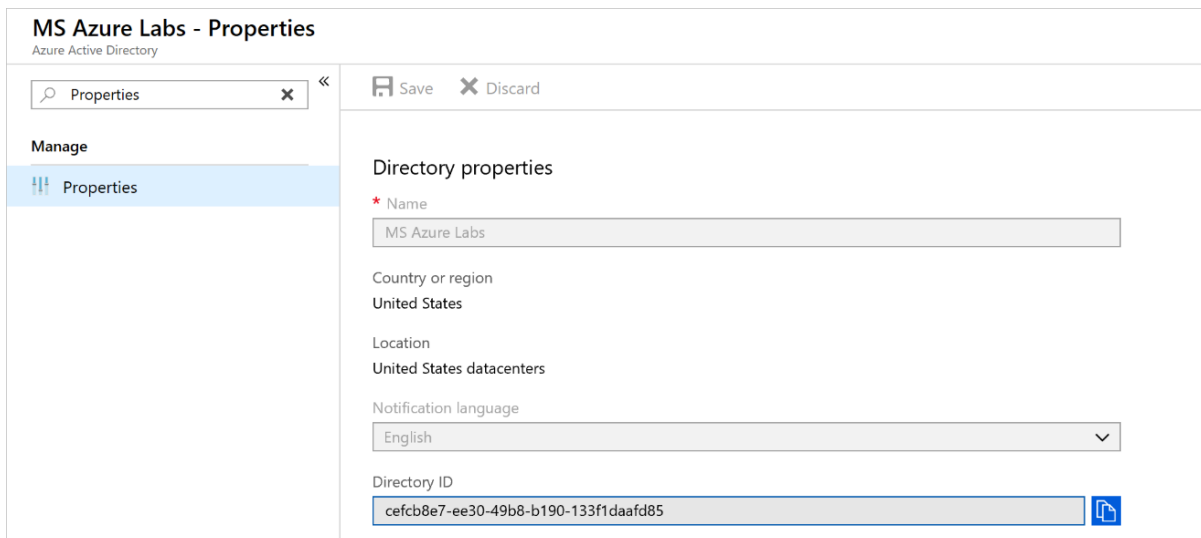 MS Azure Labs - Properties
Azure Active Directory
Properties
«
Save Discard
Manage
Properties
Directory properties
* Name
MS Azure Labs
Country or region
United States
Location
United States datacenters
Notification language
English
Directory ID
cefcb8e7-ee30-49b8-b190-133f1daafd85